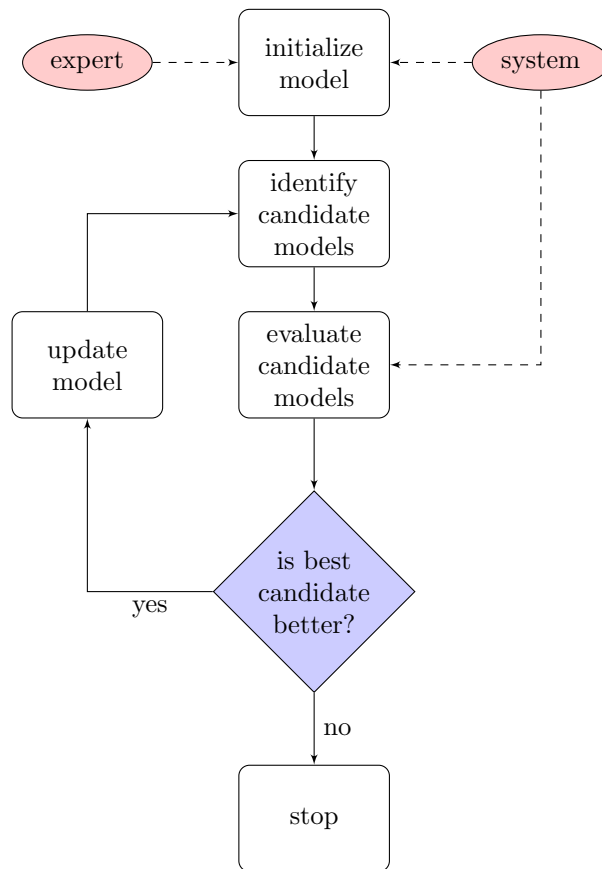 expert
initialize
model
system
identify
candidate
models
update
model
evaluate
candidate
models
is best
candidate
better?
yes
no
stop